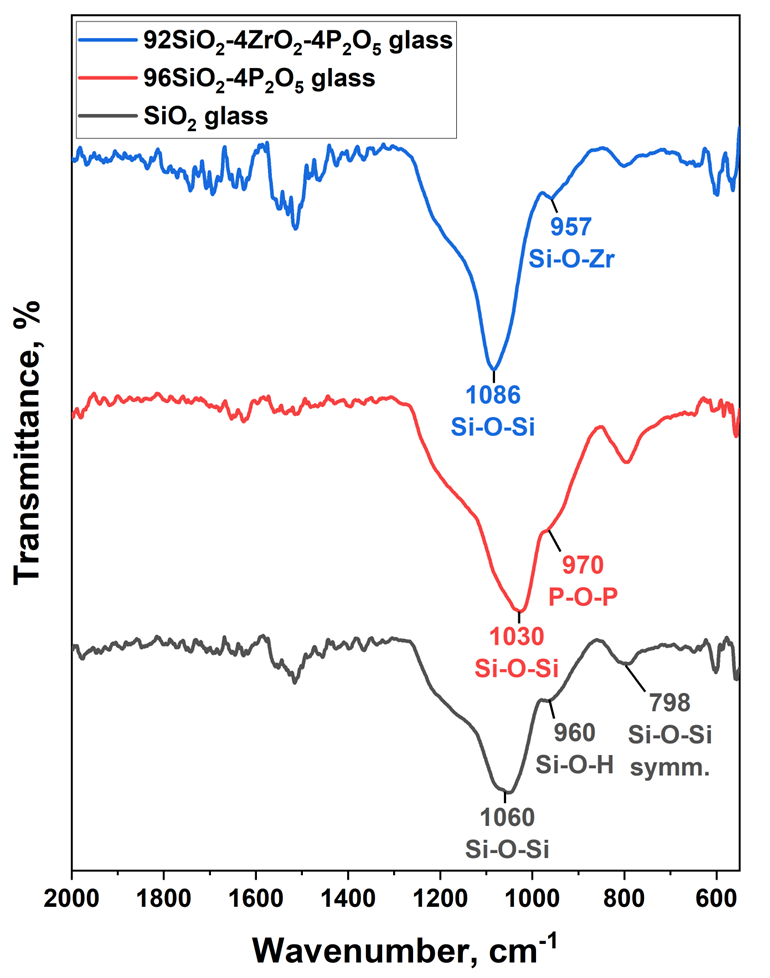 92SiO₂-4ZrO₂-4P₂O₅ glass
96SiO₂-4P₂O₅ glass
SiO₂ glass
957
Si-O-Zr
1086
Si-O-Si
970
P-O-P
1030
Si-O-Si
798
Si-O-Si
symm.
960
Si-O-H
1060
Si-O-Si
Transmittance, %
2000 1800 1600 1400 1200 1000 800 600
Wavenumber, cm⁻¹